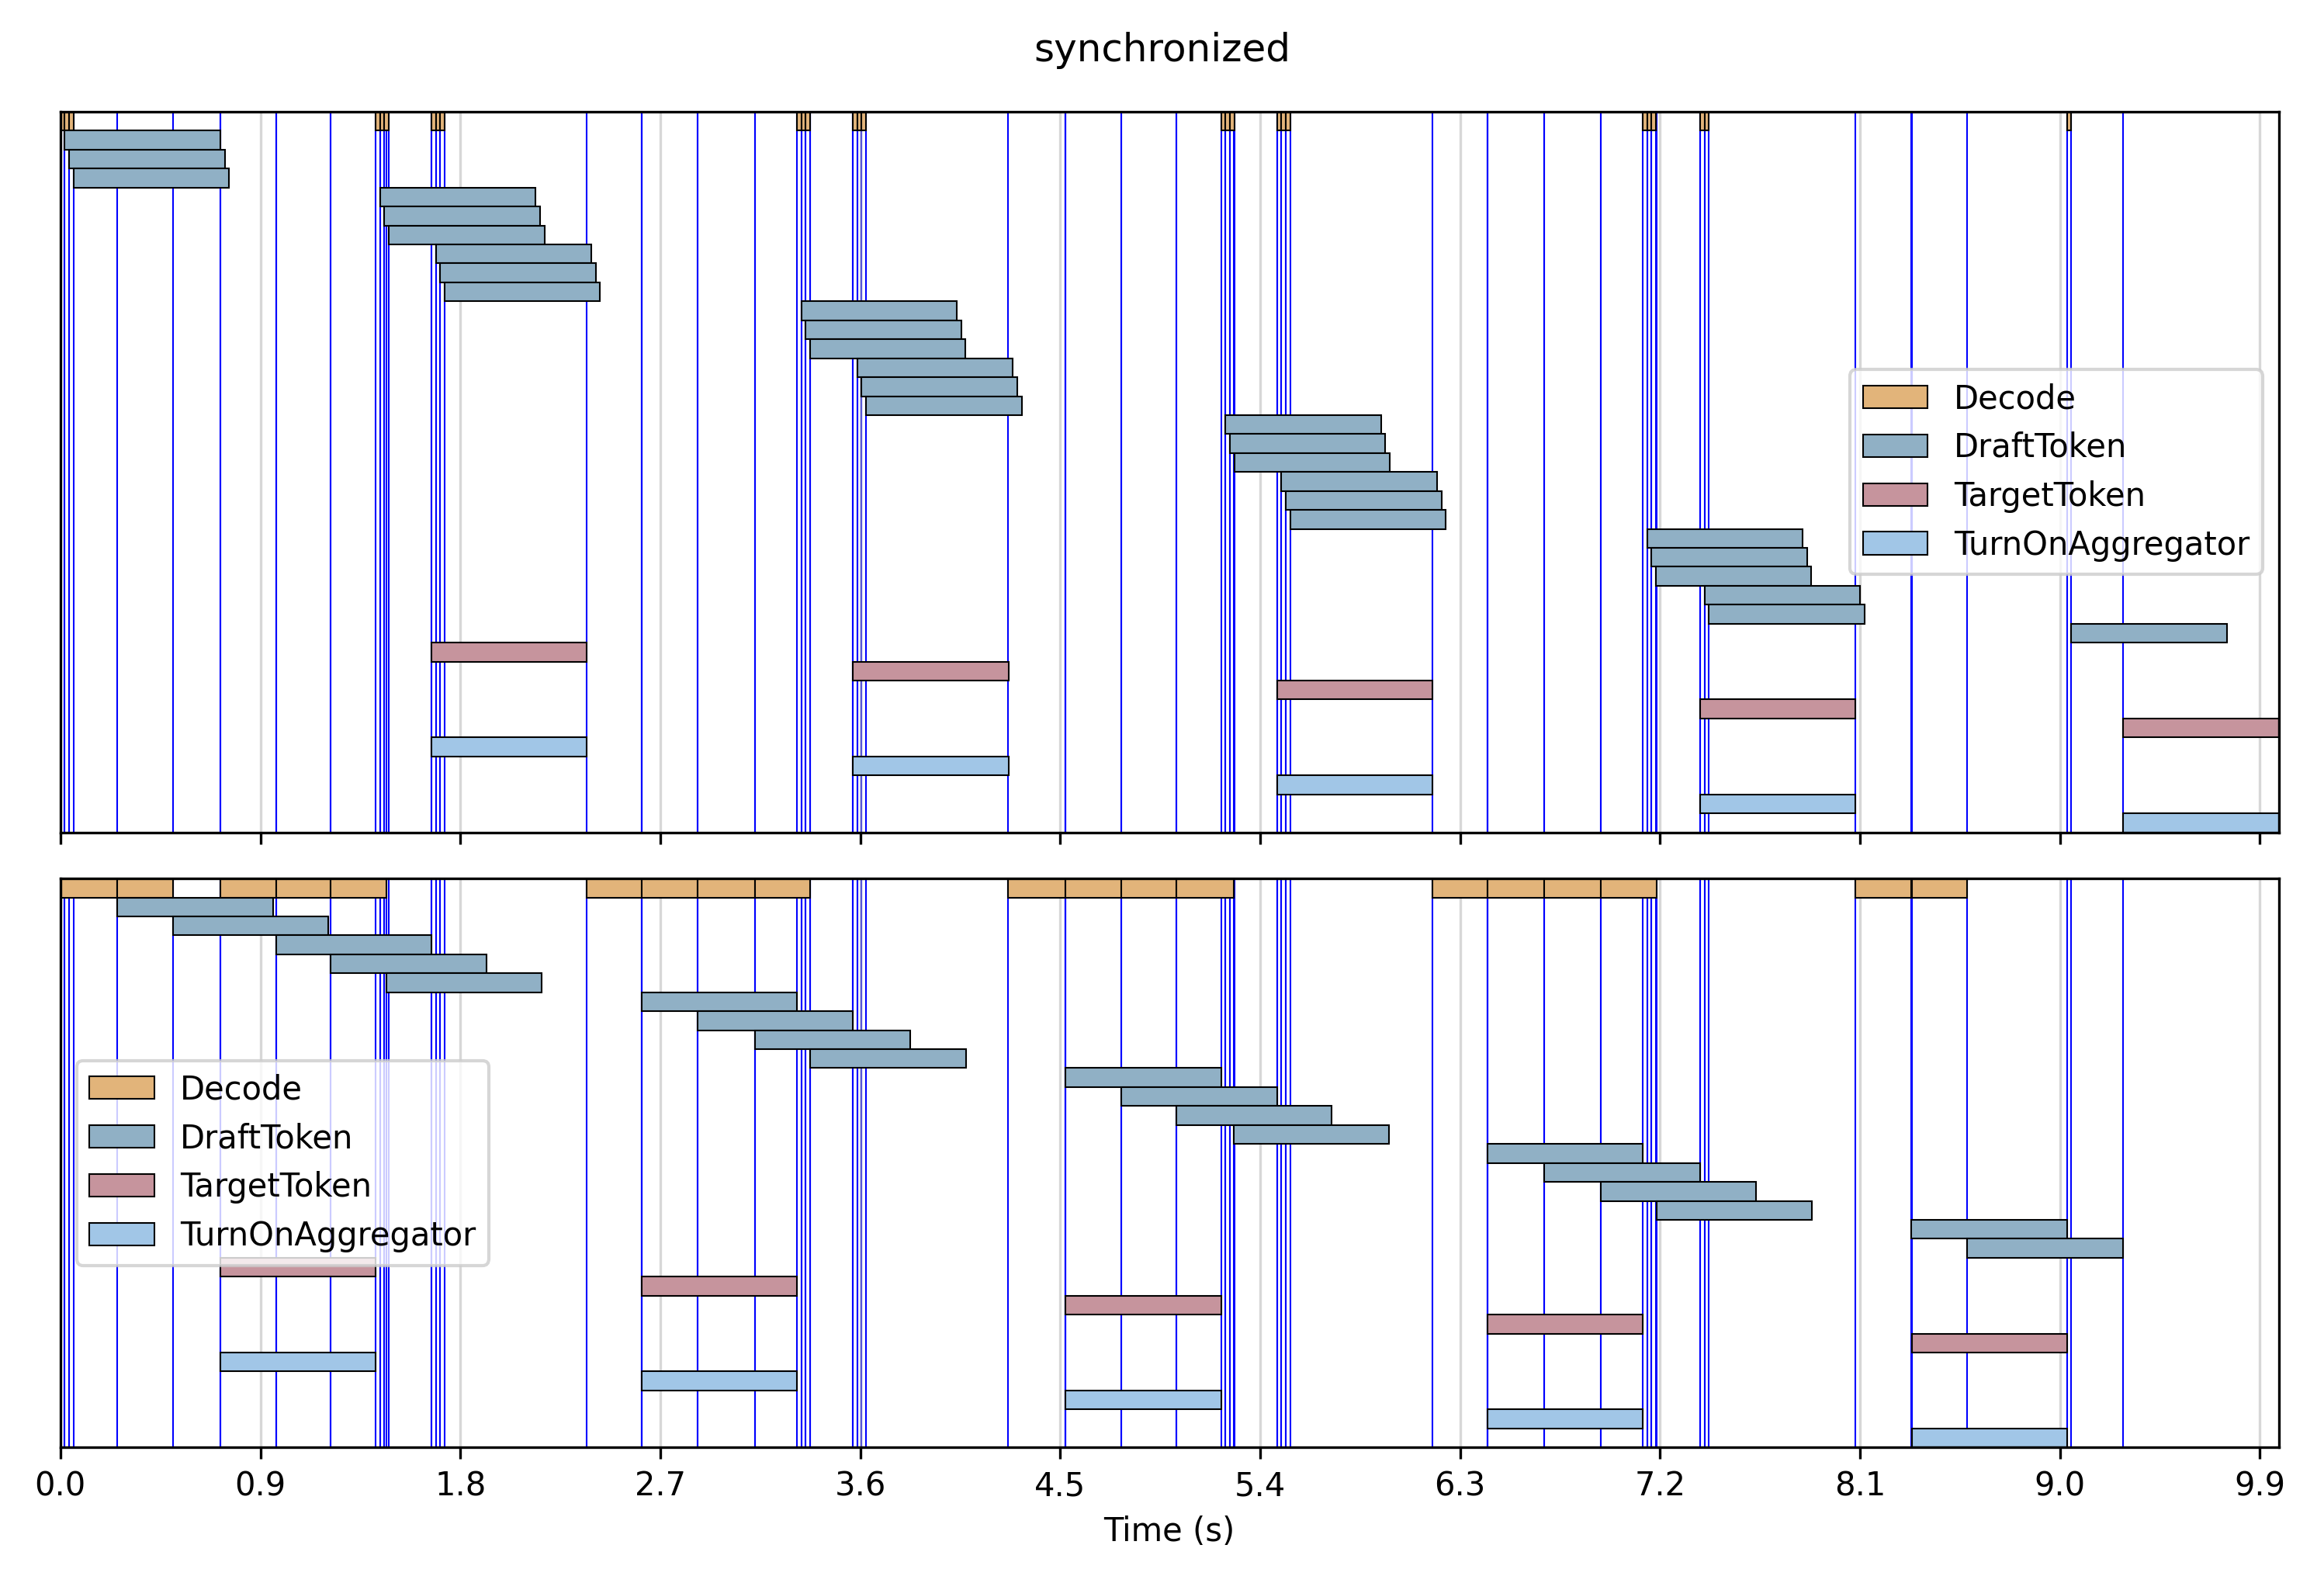 synchronized
Decode
DraftToken
TargetToken
TurnOnAggregator
Decode
DraftToken
TargetToken
TurnOnAggregator
0.0 0.9 1.8 2.7 3.6 4.5 5.4 6.3 7.2 8.1 9.0 9.9
Time (s)